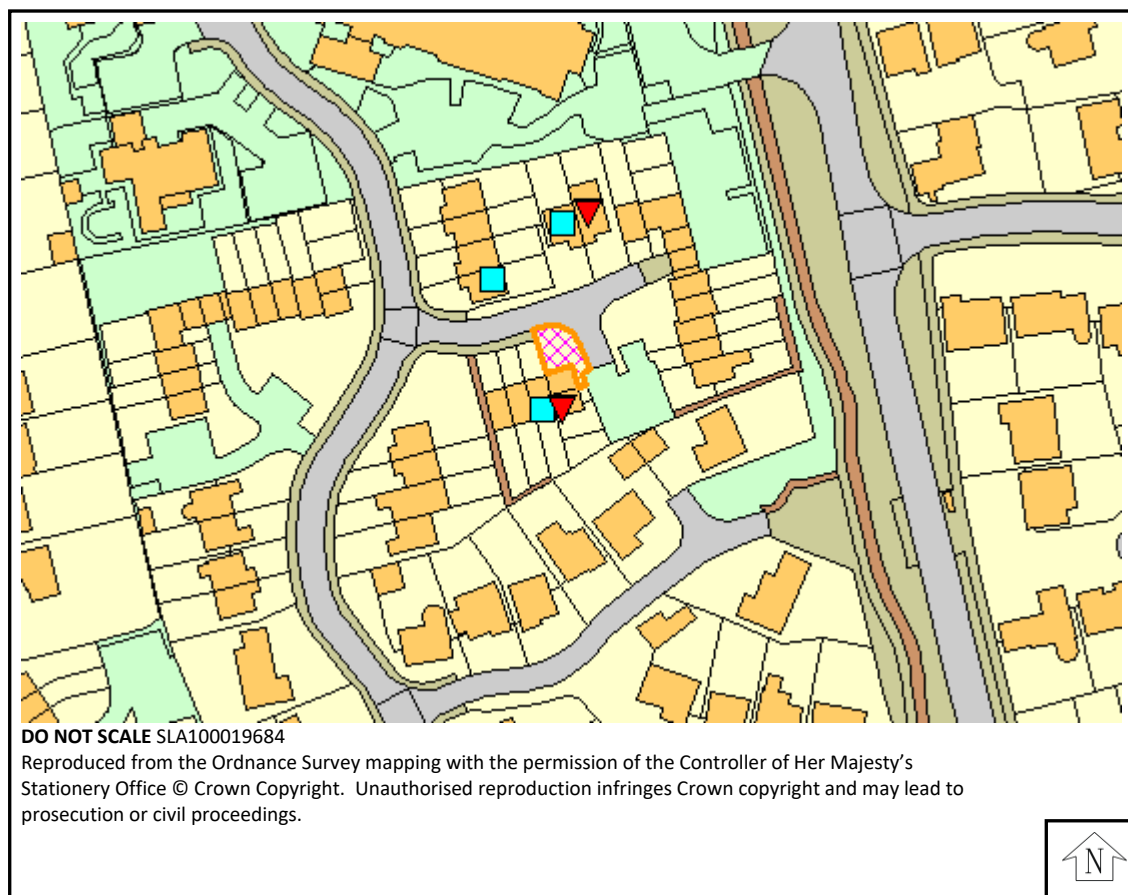 DO NOT SCALE SLA100019684
Reproduced from the Ordnance Survey mapping with the permission of the Controller of Her Majesty's
Stationery Office © Crown Copyright. Unauthorised reproduction infringes Crown copyright and may lead to
prosecution or civil proceedings.
N